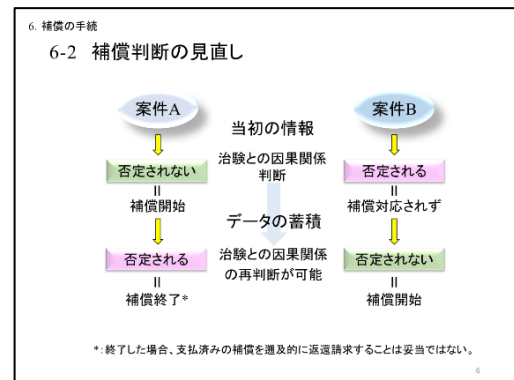 6. 補償の手続
6-2 補償判断の見直し
案件A
案件B
当初の情報
否定されない
治験との因果関係
判断
否定される
=
補償開始
=
補償対応されず
データの蓄積
否定される
治験との因果関係
の再判断が可能
否定されない
=
補償終了*
=
補償開始
*:終了した場合、支払済みの補償を遡及的に返還請求することは妥当ではない。
6